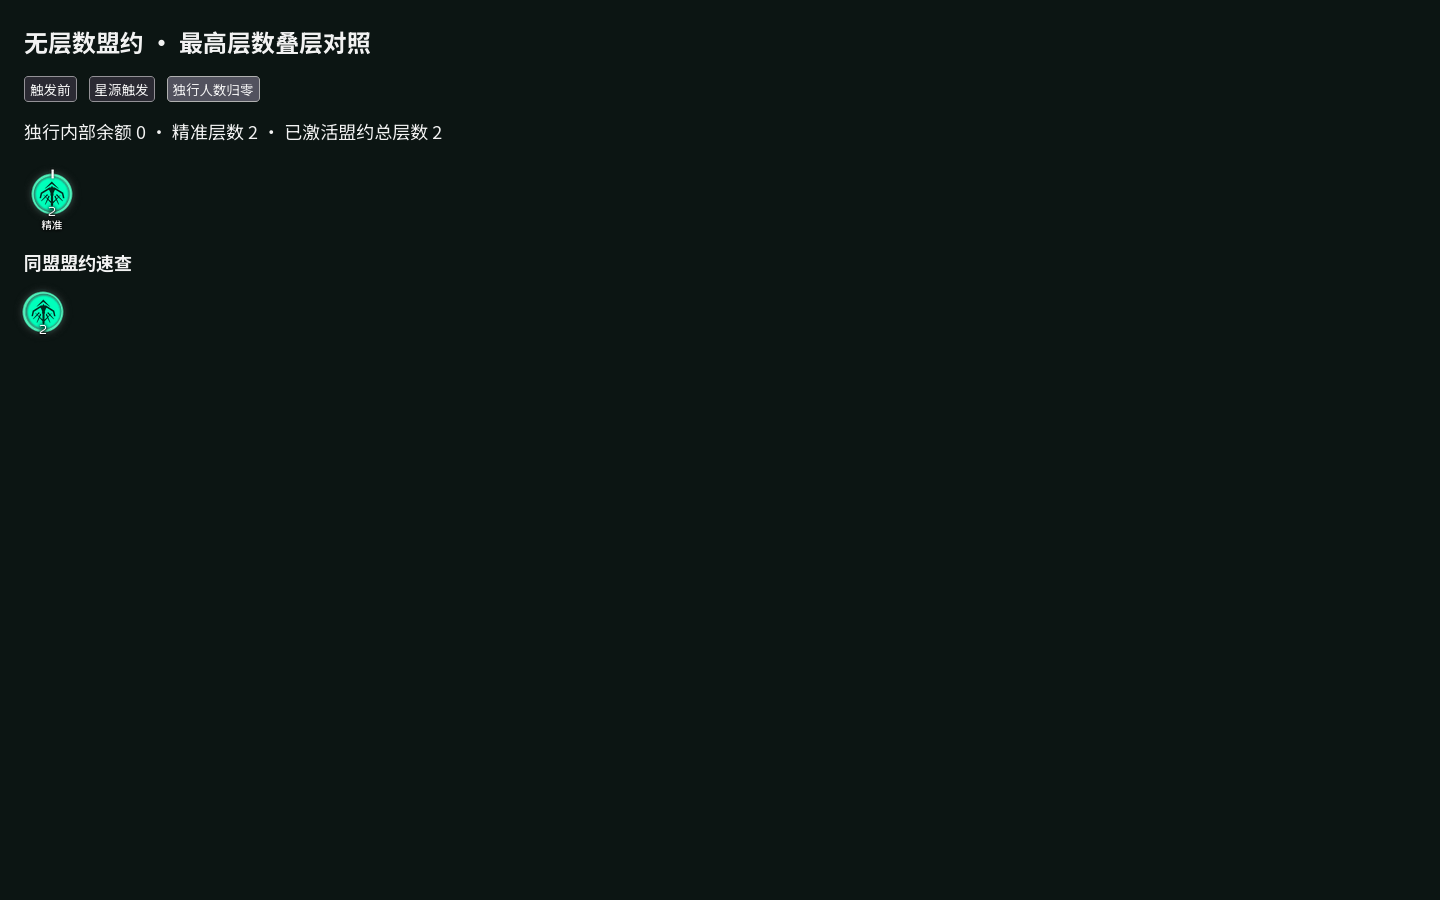 无层数盟约 · 最高层数叠层对照
触发前 星源触发 独行人数归零
独行内部余额 0 · 精准层数 2 · 已激活盟约总层数 2
2
精准
同盟盟约速查
2